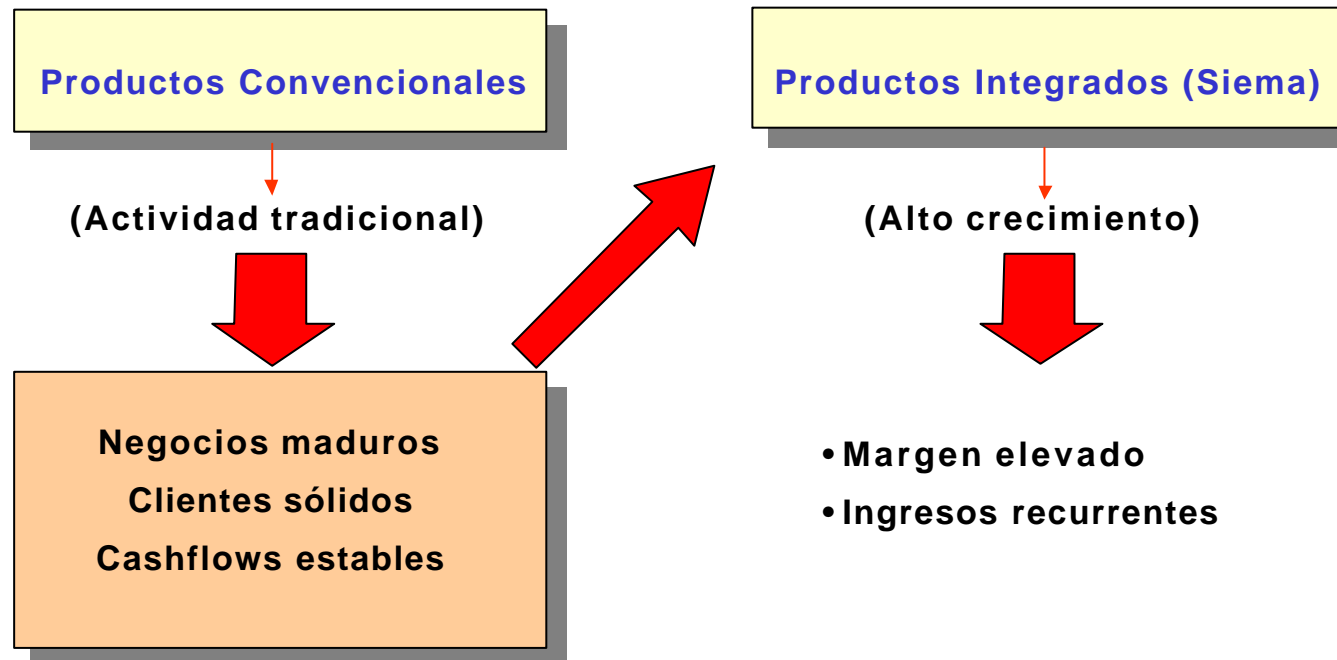 Productos Convencionales
(Actividad tradicional)
Negocios maduros
Clientes sólidos
Cashflows estables
Productos Integrados (Siema)
(Alto crecimiento)
•Margen elevado
•Ingresos recurrentes